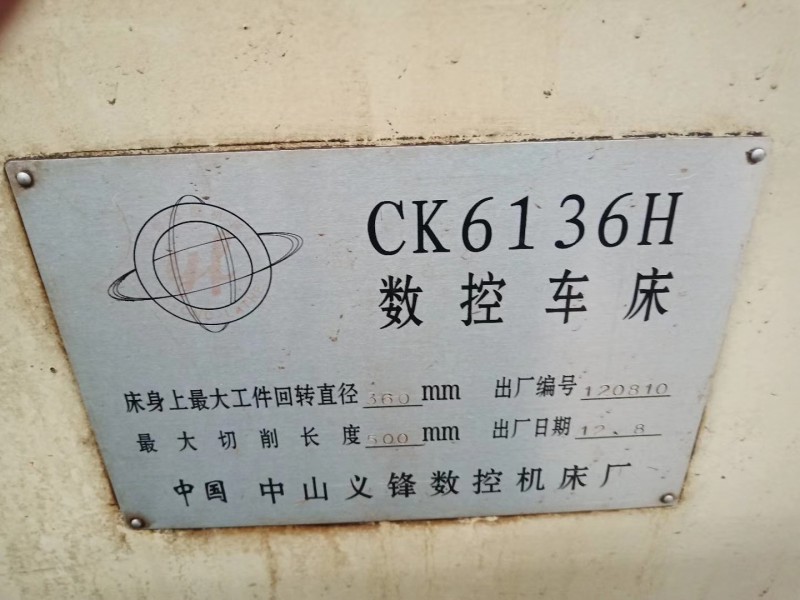 CK6136H
数控车床
床身上最大工件回转直径 360 mm 出厂编号 120810
最大切削长度 500 mm 出厂日期 12.8
中国 中山义锋数控机床厂